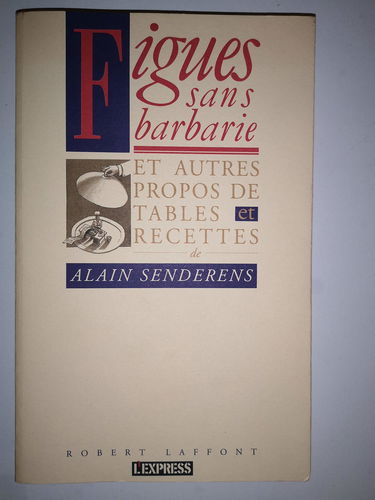 Figues
sans
barbarie
ET AUTRES
PROPOS DE
TABLES et
RECETTES
de
ALAIN SENDERENS
ROBERT LAFFONT
L'EXPRESS